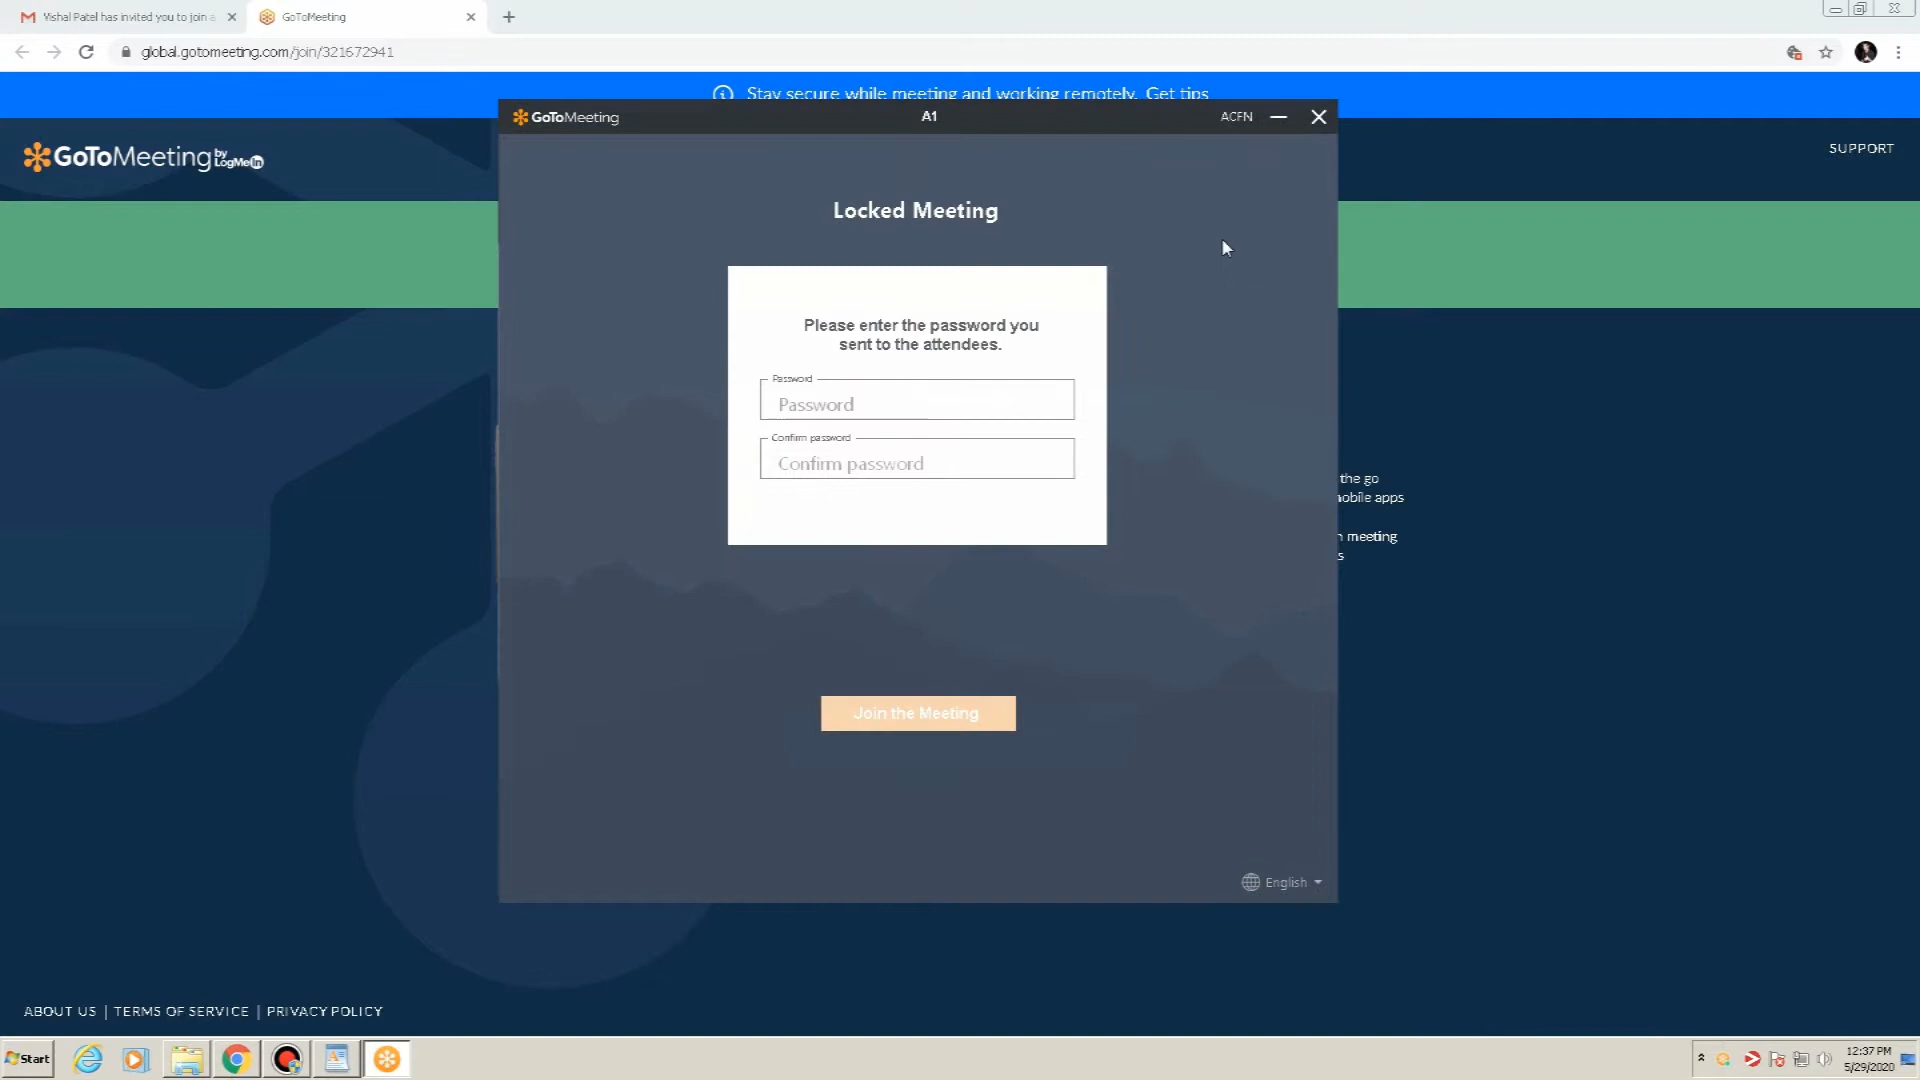 Vishal Patel has invited you to join a
GoToMeeting
global.gotomeeting.com/join/321672941
Stay secure while meeting and working remotely. Get tips
GoToMeeting
A1
ACFN
GoToMeeting by LogMeIn
SUPPORT
Locked Meeting
Please enter the password you
sent to the attendees.
Password
Password
Confirm password
Confirm password
the go
mobile apps
meeting
Join the Meeting
English
ABOUT US | TERMS OF SERVICE | PRIVACY POLICY
Start
12:37 PM
5/29/2020